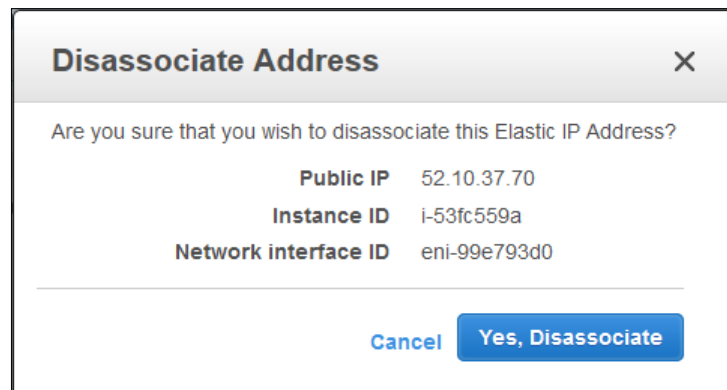 Disassociate Address
Are you sure that you wish to disassociate this Elastic IP Address?
Public IP 52.10.37.70
Instance ID i-53fc559a
Network interface ID eni-99e793d0
Cancel Yes, Disassociate